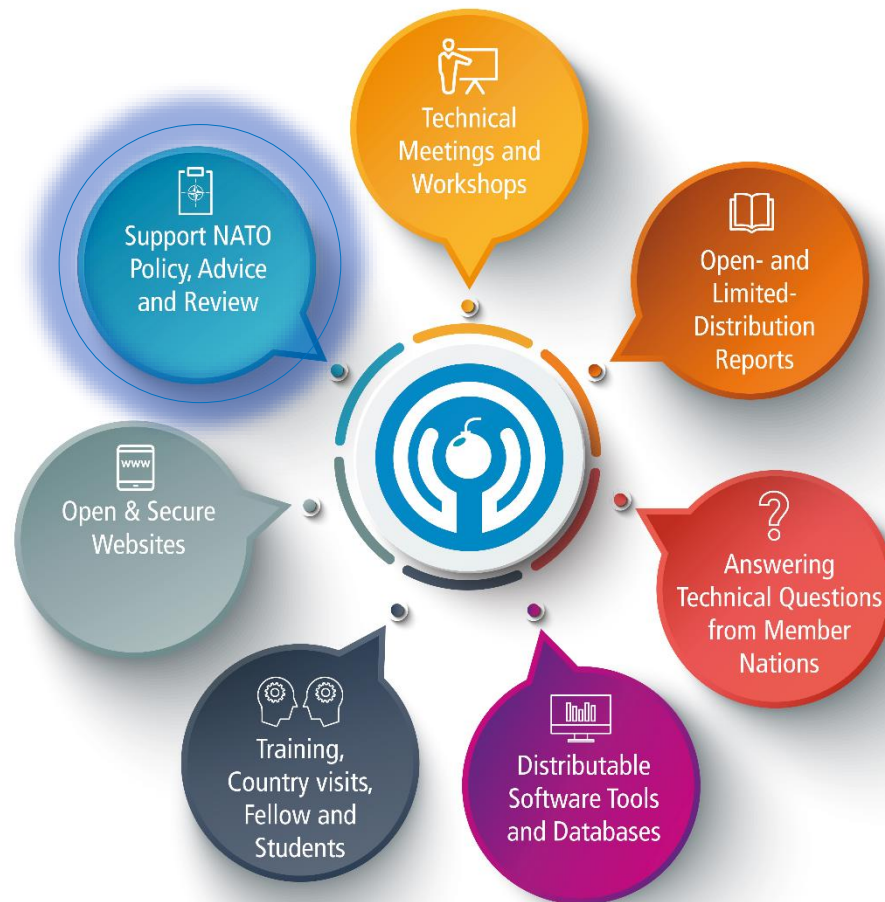 Technical
Meetings and
Workshops
Support NATO
Policy, Advice
and Review
Open- and
Limited-
Distribution
Reports
www
Open & Secure
Websites
Answering
Technical Questions
from Member
Nations
Training,
Country visits,
Fellow and
Students
Distributable
Software Tools
and Databases